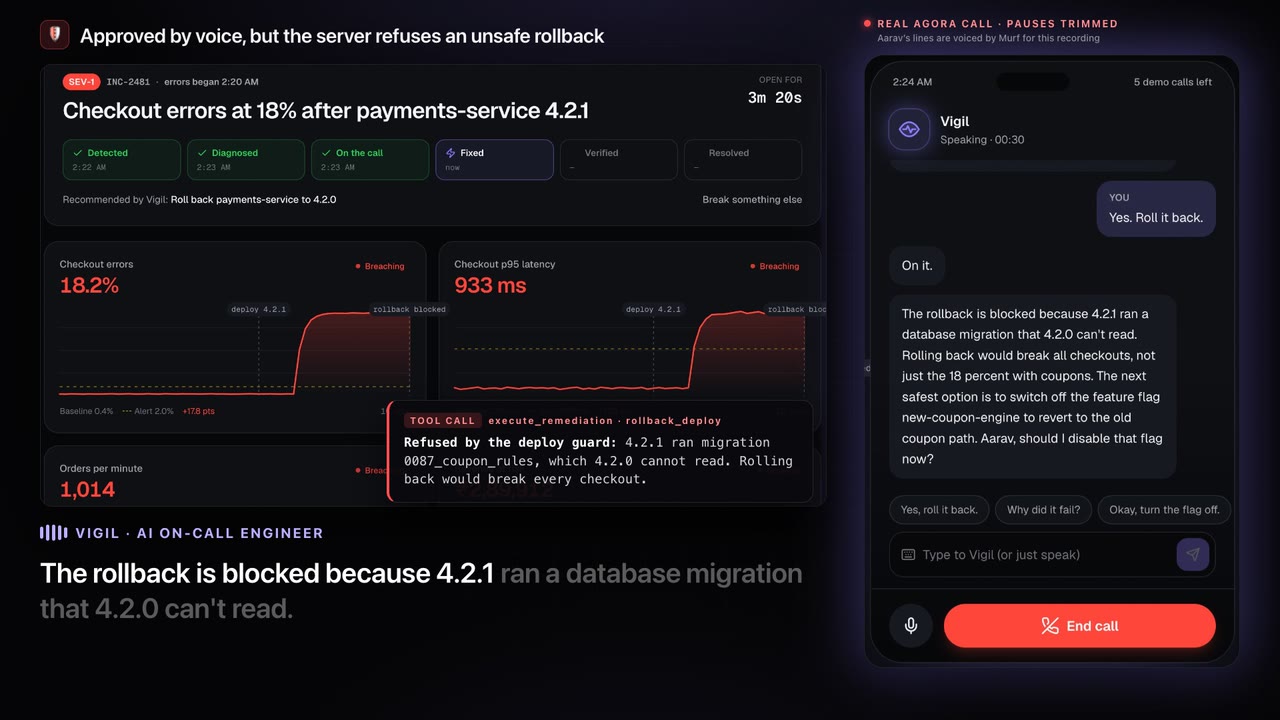 Approved by voice, but the server refuses an unsafe rollback
SEV-1 INC-2481 · errors began 2:20 AM
OPEN FOR
3m 20s
Checkout errors at 18% after payments-service 4.2.1
Detected
2:22 AM
Diagnosed
2:23 AM
On the call
2:23 AM
Fixed
now
Verified
–
Resolved
–
Recommended by Vigil: Roll back payments-service to 4.2.0
Break something else
Checkout errors
Breaching
18.2%
deploy 4.2.1
rollback blocked
Baseline 0.4% --- Alert 2.0% +17.8 pts
Checkout p95 latency
Breaching
933 ms
deploy 4.2.1
rollback bloc
Orders per minute
Breac
1,014
TOOL CALL execute_remediation · rollback_deploy
Refused by the deploy guard: 4.2.1 ran migration
0087_coupon_rules, which 4.2.0 cannot read. Rolling
back would break every checkout.
VIGIL · AI ON-CALL ENGINEER
The rollback is blocked because 4.2.1 ran a database migration
that 4.2.0 can't read.
REAL AGORA CALL · PAUSES TRIMMED
Aarav's lines are voiced by Murf for this recording
2:24 AM
5 demo calls left
Vigil
Speaking · 00:30
YOU
Yes. Roll it back.
On it.
The rollback is blocked because 4.2.1 ran a
database migration that 4.2.0 can't read.
Rolling back would break all checkouts, not
just the 18 percent with coupons. The next
safest option is to switch off the feature flag
new-coupon-engine to revert to the old
coupon path. Aarav, should I disable that flag
now?
Yes, roll it back.
Why did it fail?
Okay, turn the flag off.
Type to Vigil (or just speak)
End call